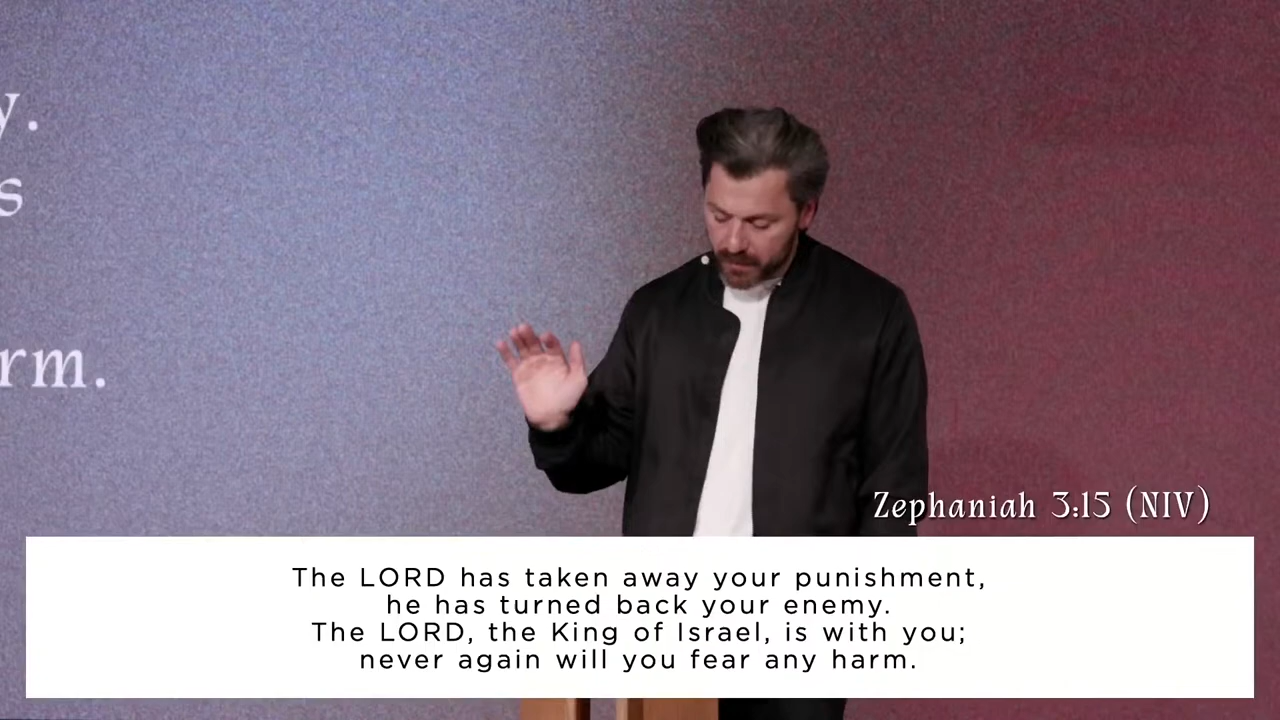 y.
s
rm.
Zephaniah 3:15 (NIV)
The LORD has taken away your punishment,
he has turned back your enemy.
The LORD, the King of Israel, is with you;
never again will you fear any harm.